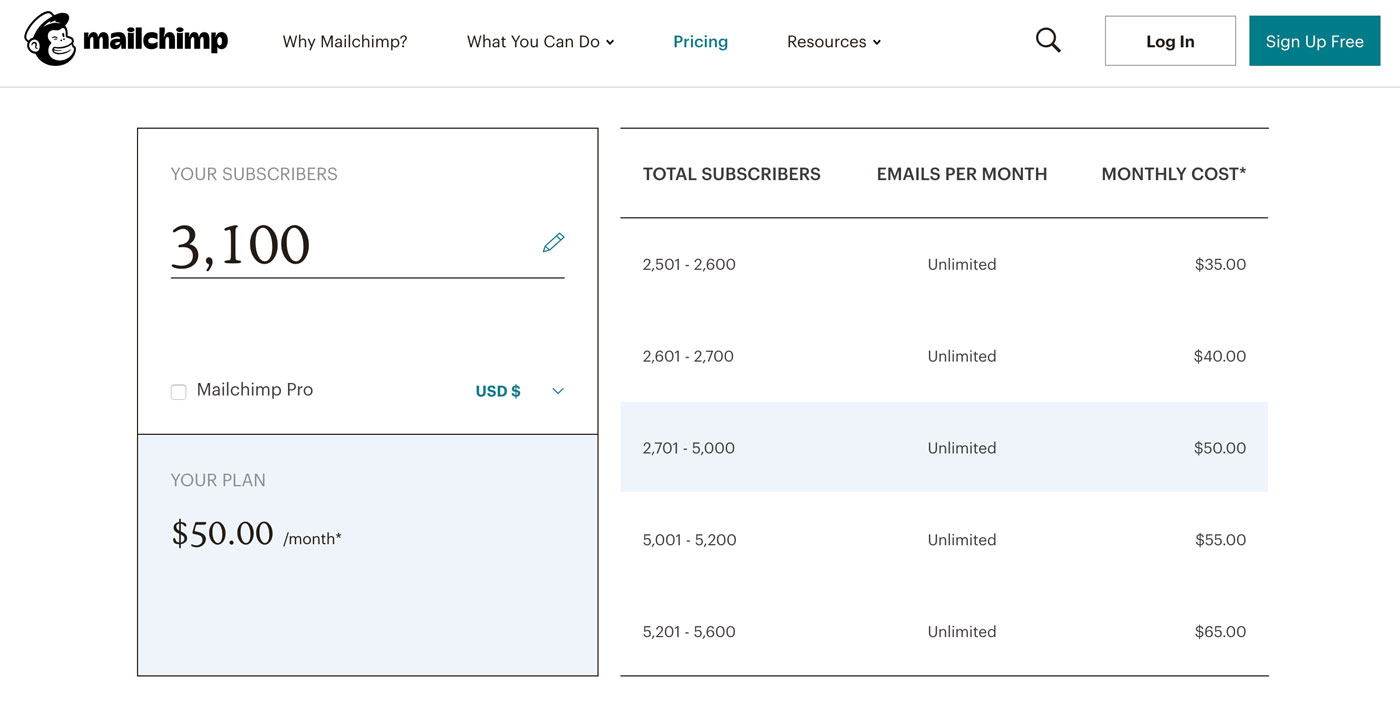 mailchimp Why Mailchimp? What You Can Do Pricing Resources Log In Sign Up Free
YOUR SUBSCRIBERS
3,100
Mailchimp Pro USD $
YOUR PLAN
$50.00 /month*
TOTAL SUBSCRIBERS EMAILS PER MONTH MONTHLY COST*
2,501 - 2,600 Unlimited $35.00
2,601 - 2,700 Unlimited $40.00
2,701 - 5,000 Unlimited $50.00
5,001 - 5,200 Unlimited $55.00
5,201 - 5,600 Unlimited $65.00